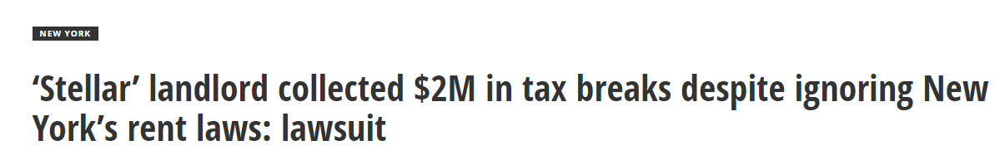 NEW YORK
‘Stellar’ landlord collected $2M in tax breaks despite ignoring New
York’s rent laws: lawsuit